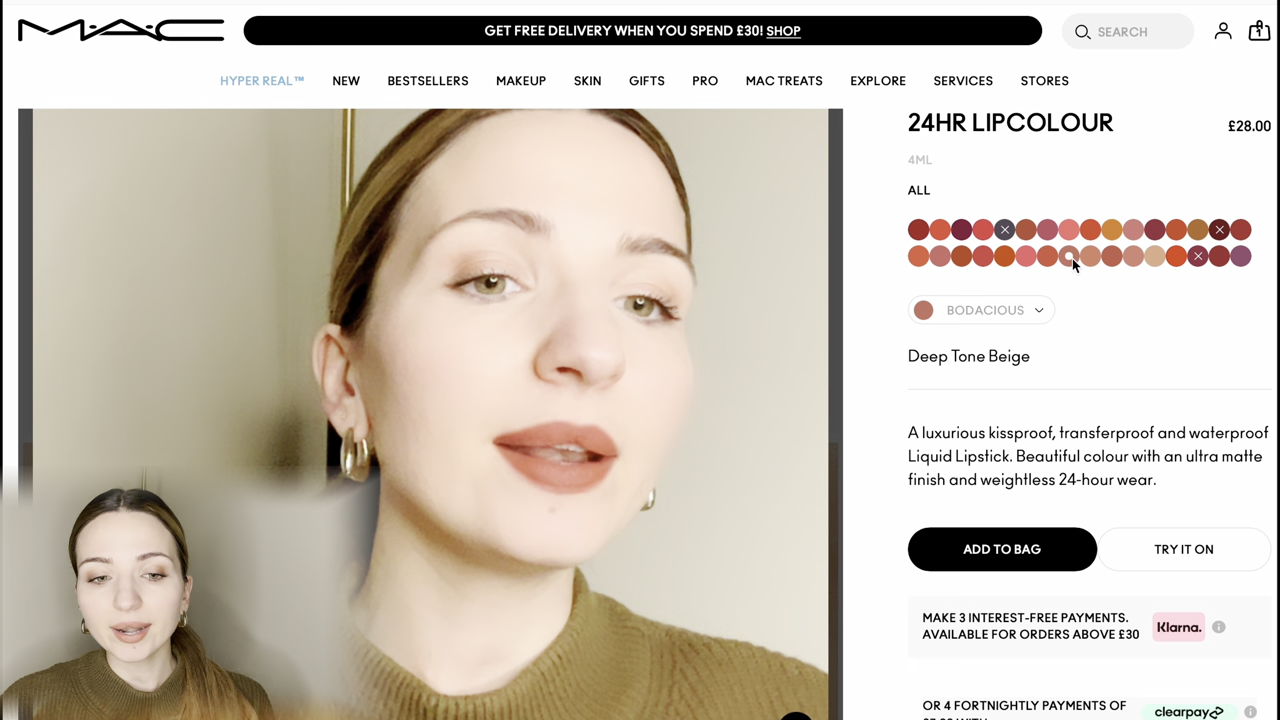 MAC
GET FREE DELIVERY WHEN YOU SPEND £30! SHOP
SEARCH
1
HYPER REAL™ NEW BESTSELLERS MAKEUP SKIN GIFTS PRO MAC TREATS EXPLORE SERVICES STORES
24HR LIPCOLOUR
£28.00
4ML
ALL
BODACIOUS
Deep Tone Beige
A luxurious kissproof, transferproof and waterproof
Liquid Lipstick. Beautiful colour with an ultra matte
finish and weightless 24-hour wear.
ADD TO BAG
TRY IT ON
MAKE 3 INTEREST-FREE PAYMENTS.
AVAILABLE FOR ORDERS ABOVE £30
Klarna.
OR 4 FORTNIGHTLY PAYMENTS OF
clearpay